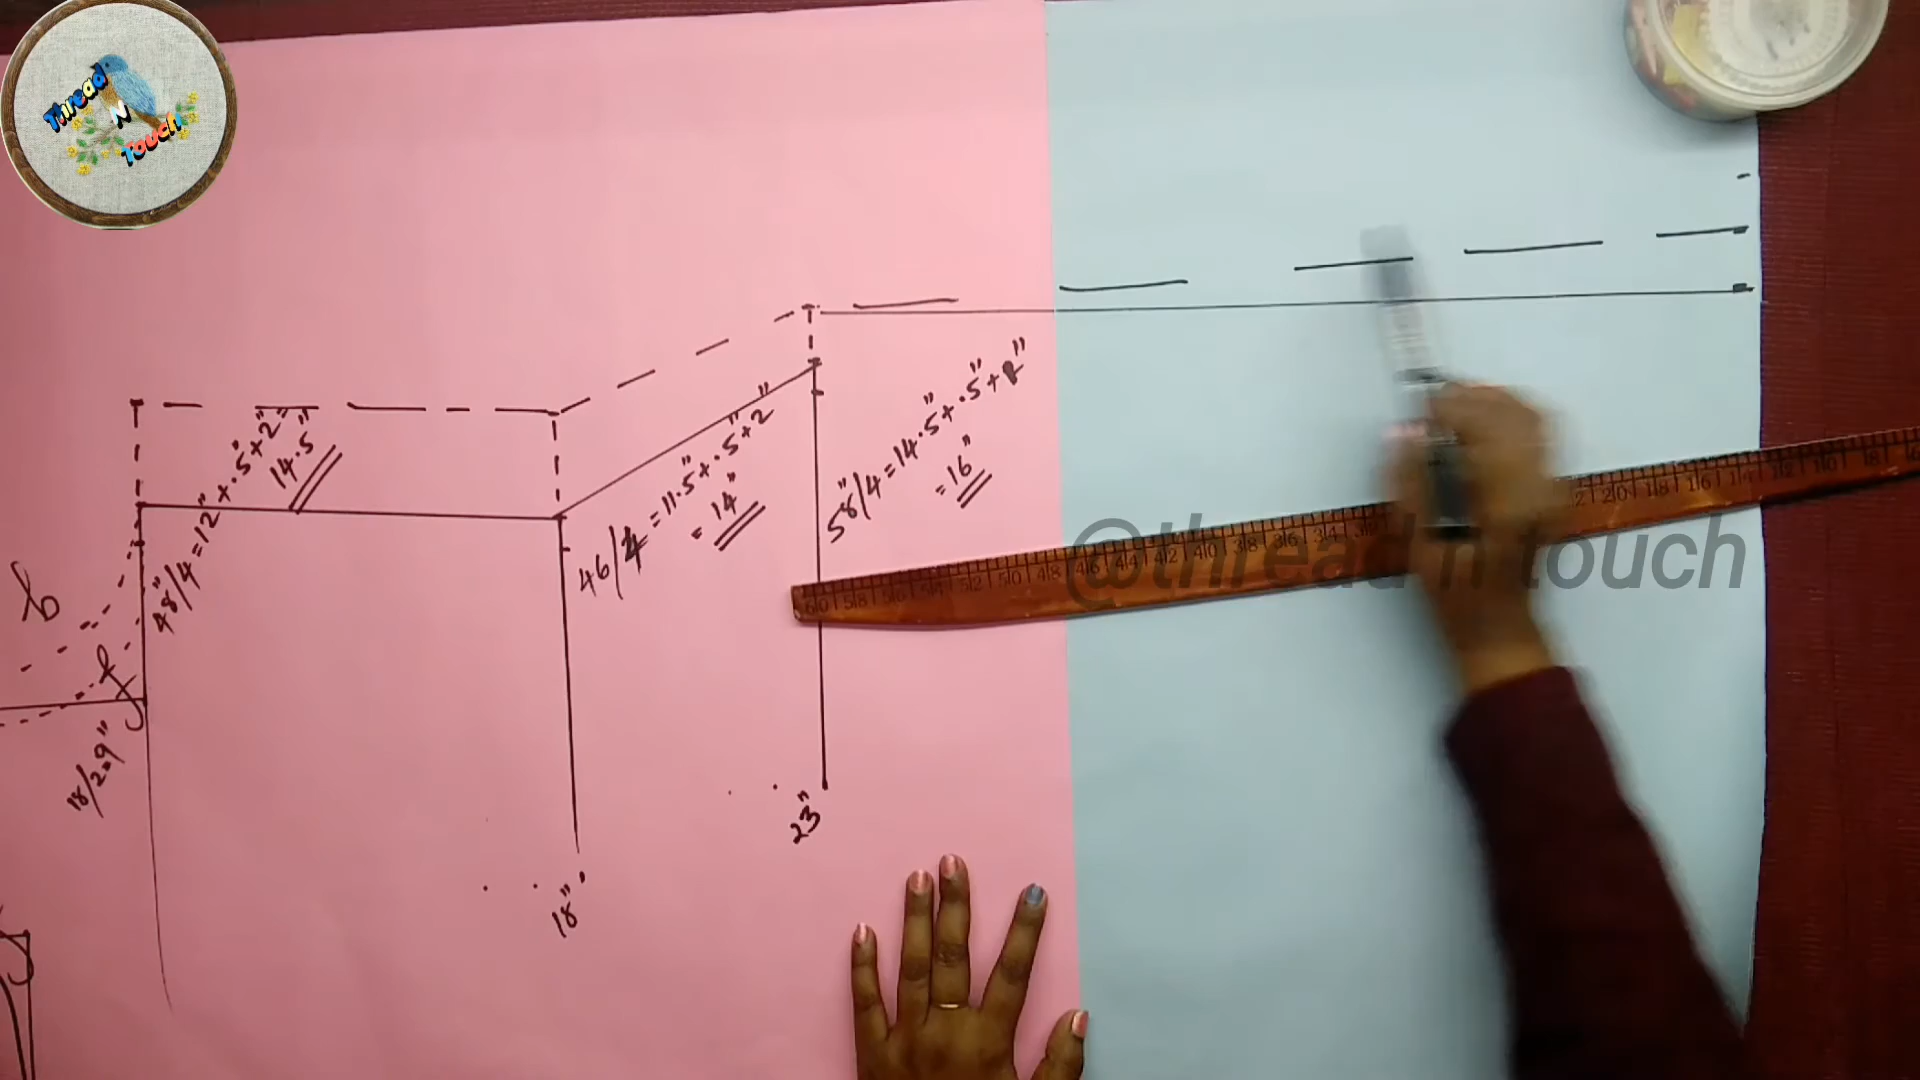 Thread
N
Touch
b
f
18/2=9"
48"/4=12"+.5"+2"=
14.5"
46/4=11.5"+.5"+2"
=14"
58"/4=14.5"+.5"+
=16"
18"
23"
@thread n touch